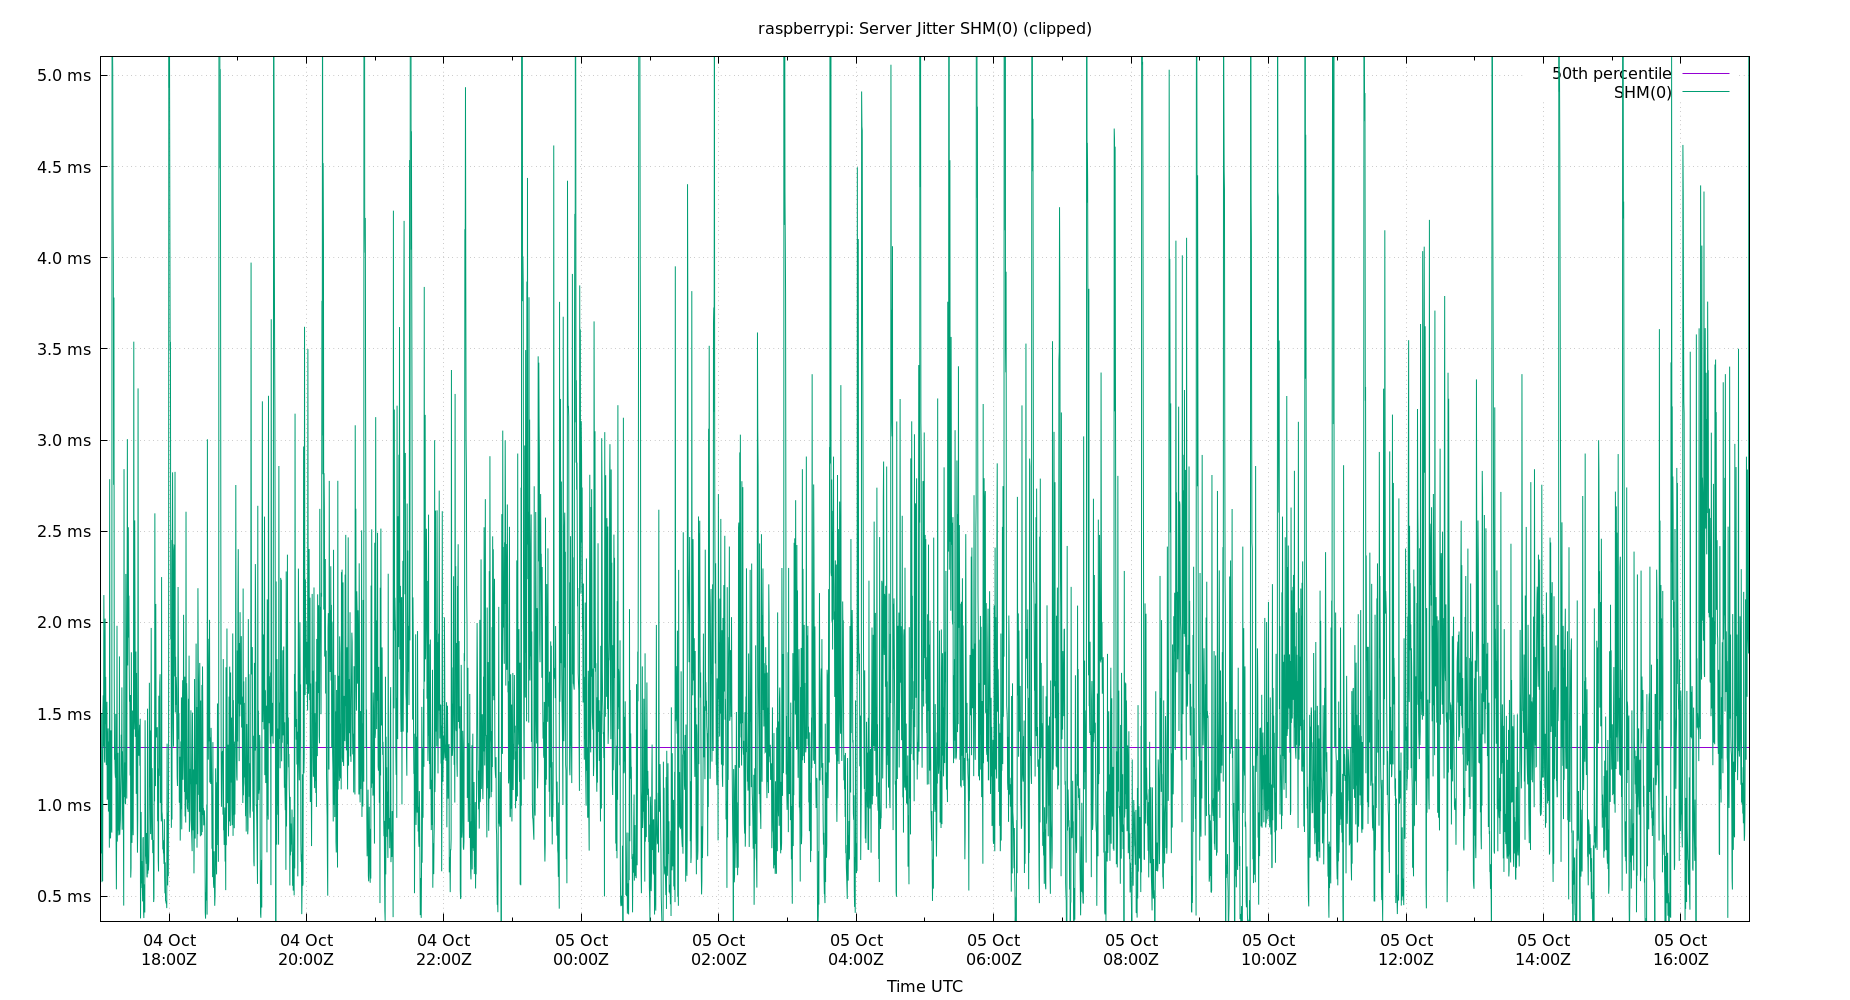 raspberrypi: Server Jitter SHM(0) (clipped)
50th percentile
SHM(0)
5.0 ms
4.5 ms
4.0 ms
3.5 ms
3.0 ms
2.5 ms
2.0 ms
1.5 ms
1.0 ms
0.5 ms
04 Oct 04 Oct 04 Oct 05 Oct 05 Oct 05 Oct 05 Oct 05 Oct 05 Oct 05 Oct 05 Oct 05 Oct
18:00Z 20:00Z 22:00Z 00:00Z 02:00Z 04:00Z 06:00Z 08:00Z 10:00Z 12:00Z 14:00Z 16:00Z
Time UTC